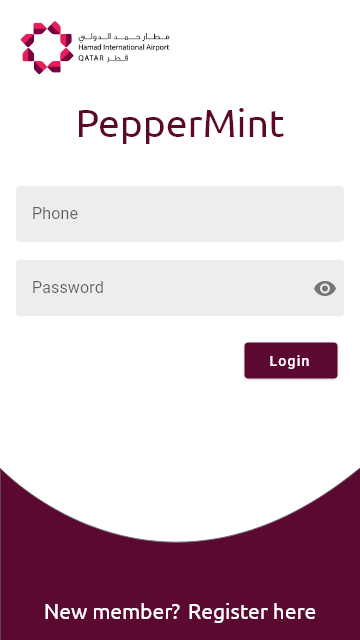 مطار حمد الدولي
Hamad International Airport
QATAR قطر
PepperMint
Phone
Password
Login
New member? Register here